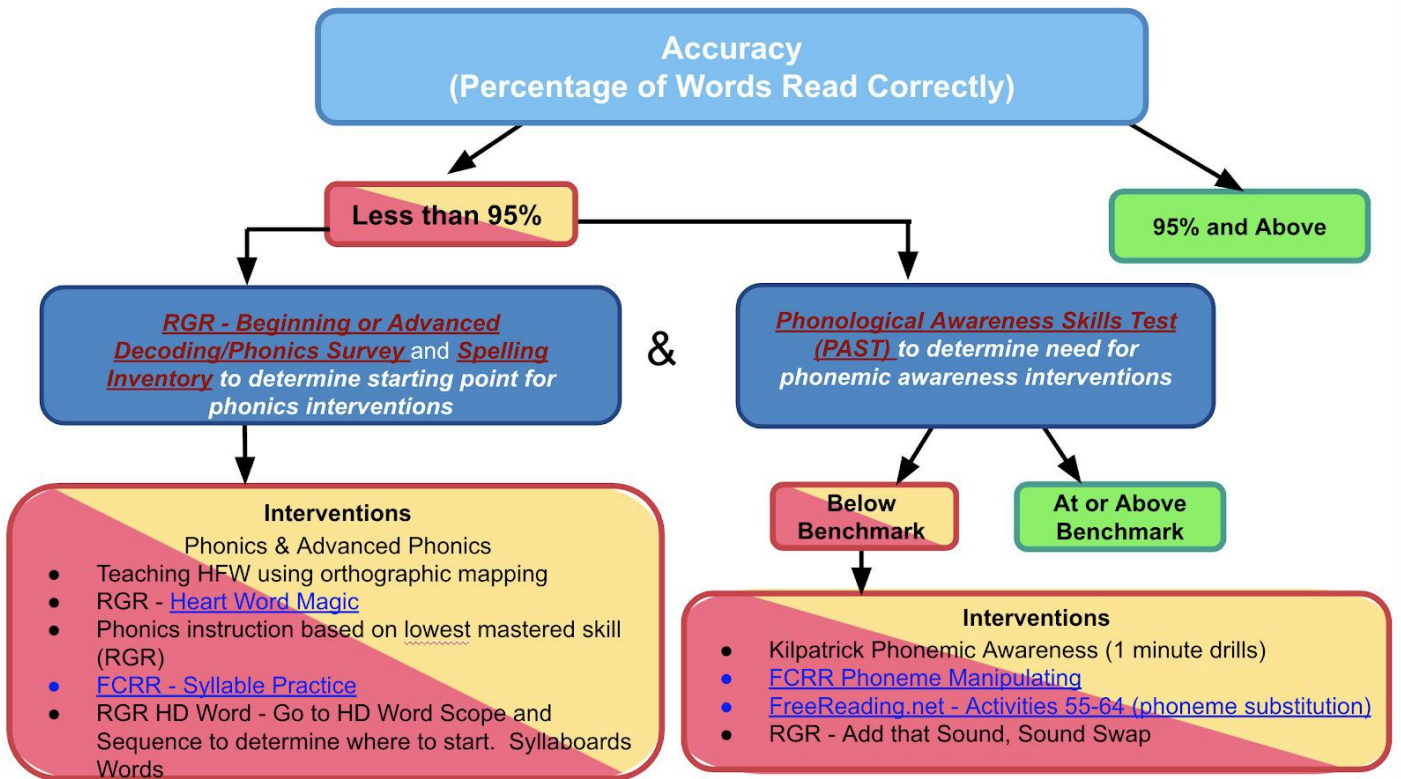 Accuracy
(Percentage of Words Read Correctly)
Less than 95%
95% and Above
RGR - Beginning or Advanced
Decoding/Phonics Survey and Spelling
Inventory to determine starting point for
phonics interventions
&
Phonological Awareness Skills Test
(PAST) to determine need for
phonemic awareness interventions
Interventions
Phonics & Advanced Phonics
● Teaching HFW using orthographic mapping
● RGR - Heart Word Magic
● Phonics instruction based on lowest mastered skill
(RGR)
● FCRR - Syllable Practice
● RGR HD Word - Go to HD Word Scope and
Sequence to determine where to start. Syllaboards
Words
Below
Benchmark
At or Above
Benchmark
Interventions
● Kilpatrick Phonemic Awareness (1 minute drills)
● FCRR Phoneme Manipulating
● FreeReading.net - Activities 55-64 (phoneme substitution)
● RGR - Add that Sound, Sound Swap